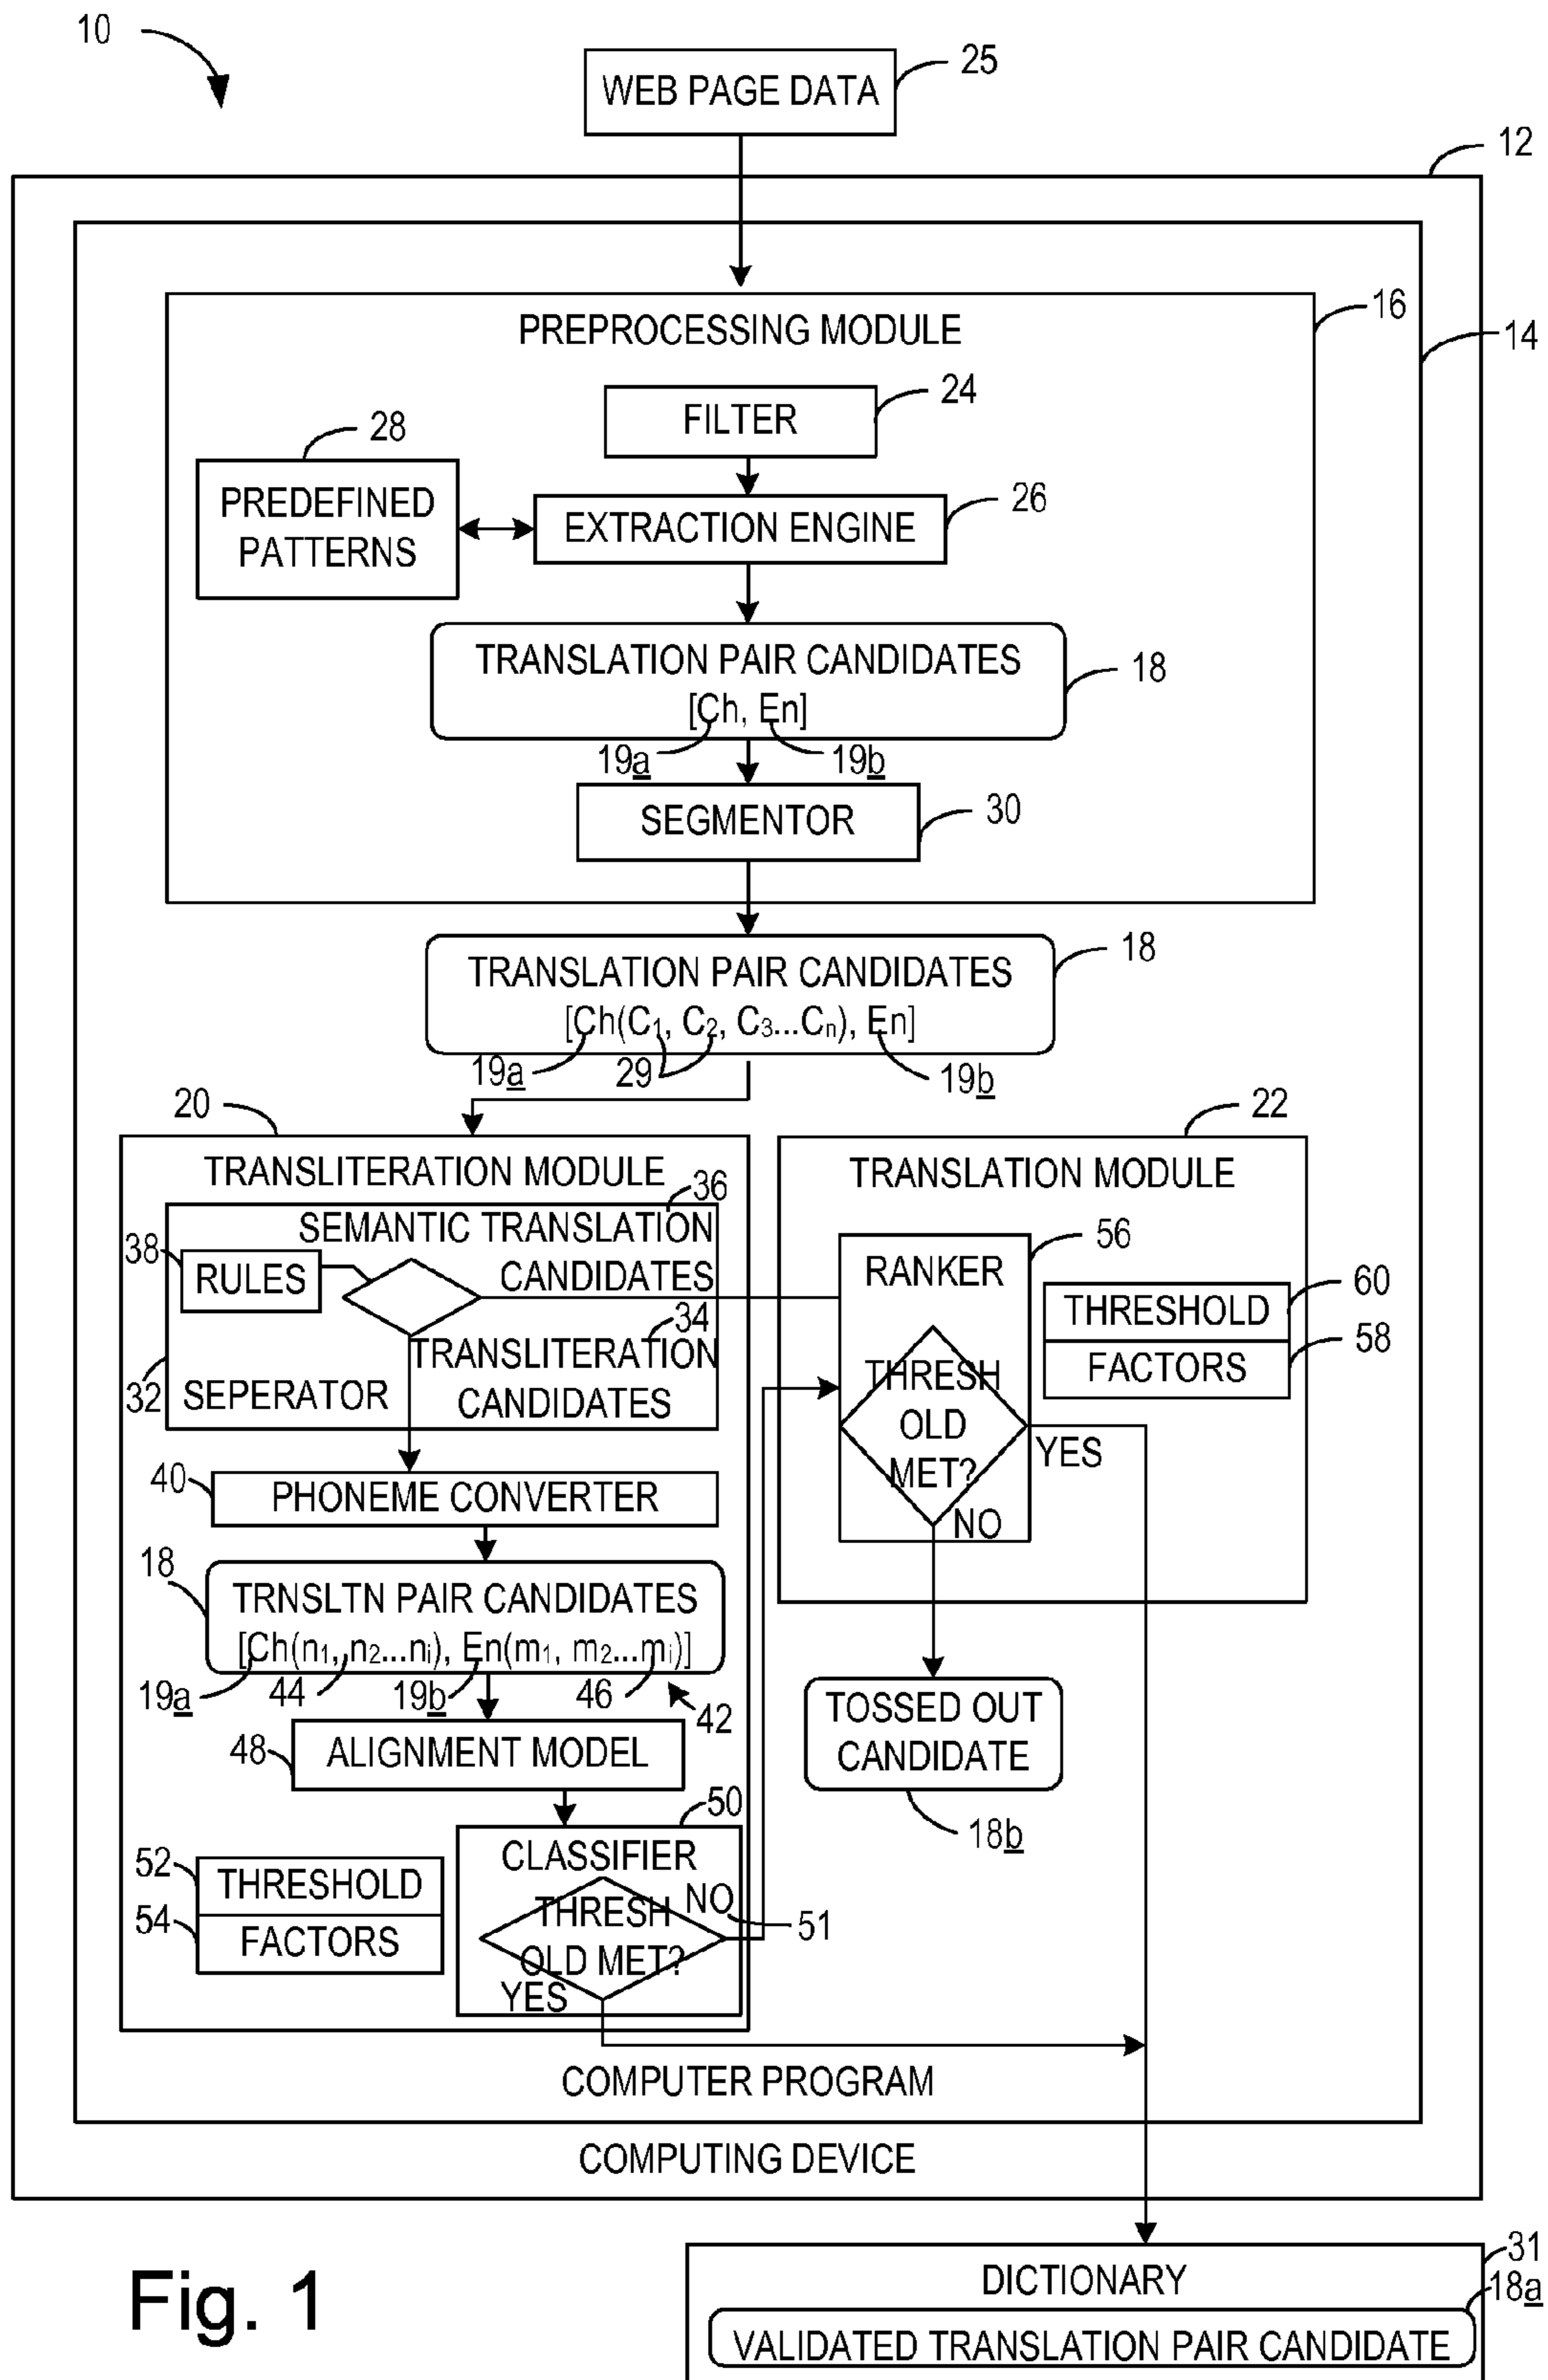 10
WEB PAGE DATA
25
12
PREPROCESSING MODULE
16
14
FILTER
24
28
PREDEFINED
PATTERNS
EXTRACTION ENGINE
26
TRANSLATION PAIR CANDIDATES
[Ch, En]
18
19a
19b
SEGMENTOR
30
TRANSLATION PAIR CANDIDATES
[Ch(C1, C2, C3...Cn), En]
18
19a
29
19b
20
22
TRANSLITERATION MODULE
36
SEMANTIC TRANSLATION
CANDIDATES
38
RULES
34
TRANSLITERATION
CANDIDATES
32
SEPERATOR
TRANSLATION MODULE
56
RANKER
THRESH
OLD
MET?
YES
NO
THRESHOLD
60
FACTORS
58
40
PHONEME CONVERTER
18
TRNSLTN PAIR CANDIDATES
[Ch(n1, n2...ni), En(m1, m2...mi)]
19a
44
19b
46
42
48
ALIGNMENT MODEL
TOSSED OUT
CANDIDATE
18b
50
CLASSIFIER
THRESH
OLD MET?
NO
51
YES
52
THRESHOLD
54
FACTORS
COMPUTER PROGRAM
COMPUTING DEVICE
Fig. 1
31
DICTIONARY
18a
VALIDATED TRANSLATION PAIR CANDIDATE